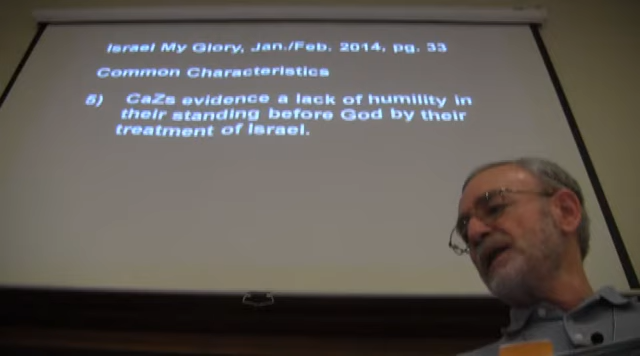 Israel My Glory, Jan./Feb. 2014, pg. 33
Common Characteristics
5) CaZs evidence a lack of humility in
their standing before God by their
treatment of Israel.